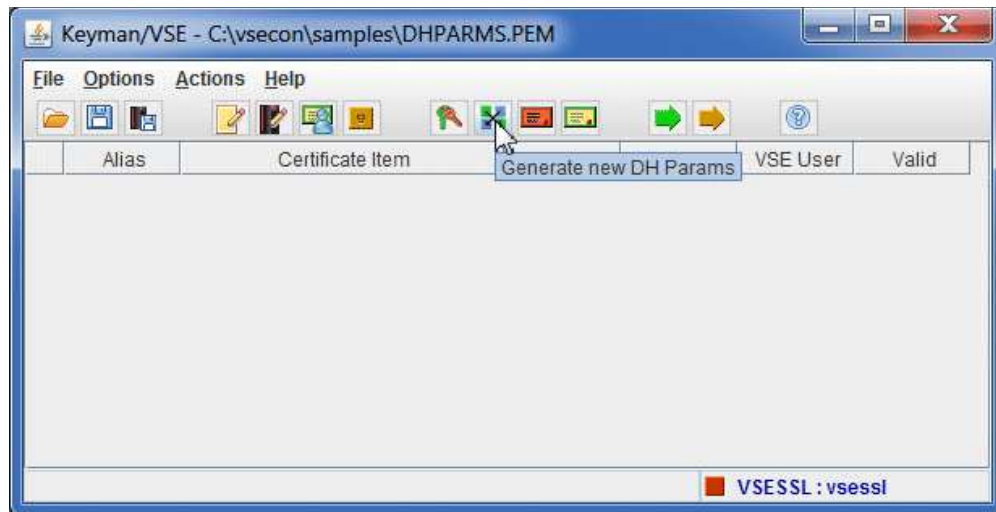 Keyman/VSE - C:\vsecon\samples\DHPARMS.PEM
File Options Actions Help
Alias Certificate Item VSE User Valid
Generate new DH Params
VSESSL : vsessl